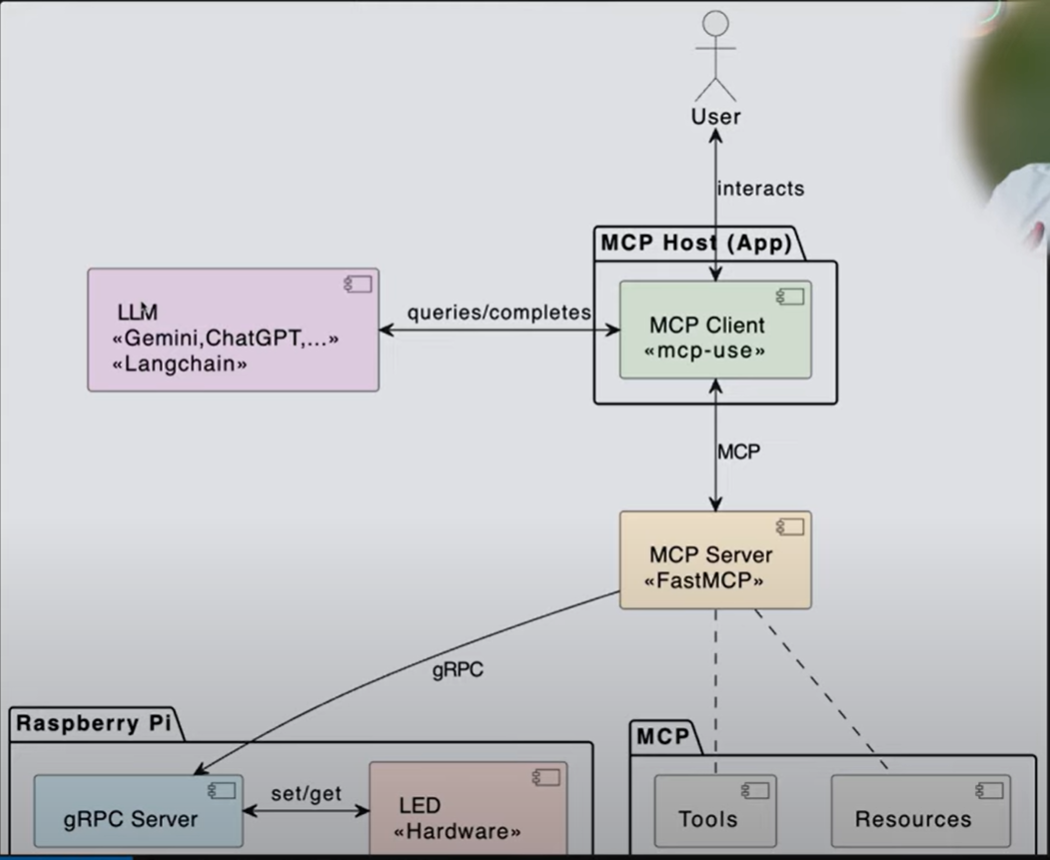 User
interacts
MCP Host (App)
LLM
«Gemini,ChatGPT,...»
«Langchain»
queries/completes
MCP Client
«mcp-use»
MCP
MCP Server
«FastMCP»
gRPC
Raspberry Pi
gRPC Server
set/get
LED
«Hardware»
MCP
Tools
Resources